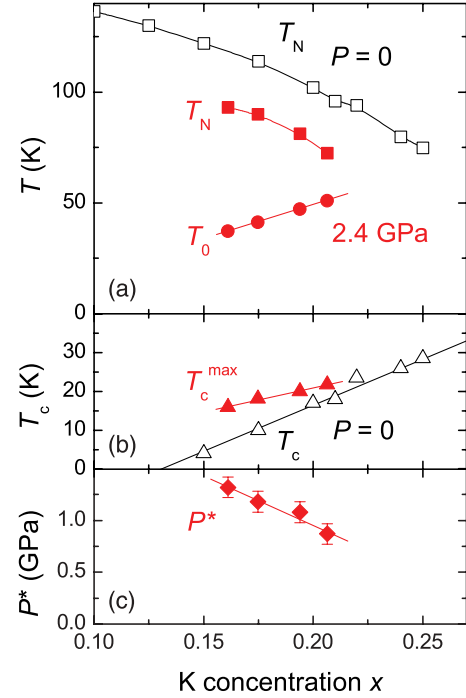 T_N P = 0
100
T_N
T (K)
50
T_0 2.4 GPa
(a)
0
30
T_c^max
20
T_c (K)
10
P = 0
T_c
(b)
0
1.0
P*
P* (GPa)
0.5
(c)
0.0
0.10 0.15 0.20 0.25
K concentration x